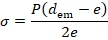 σ = P(d_em − e) / 2e